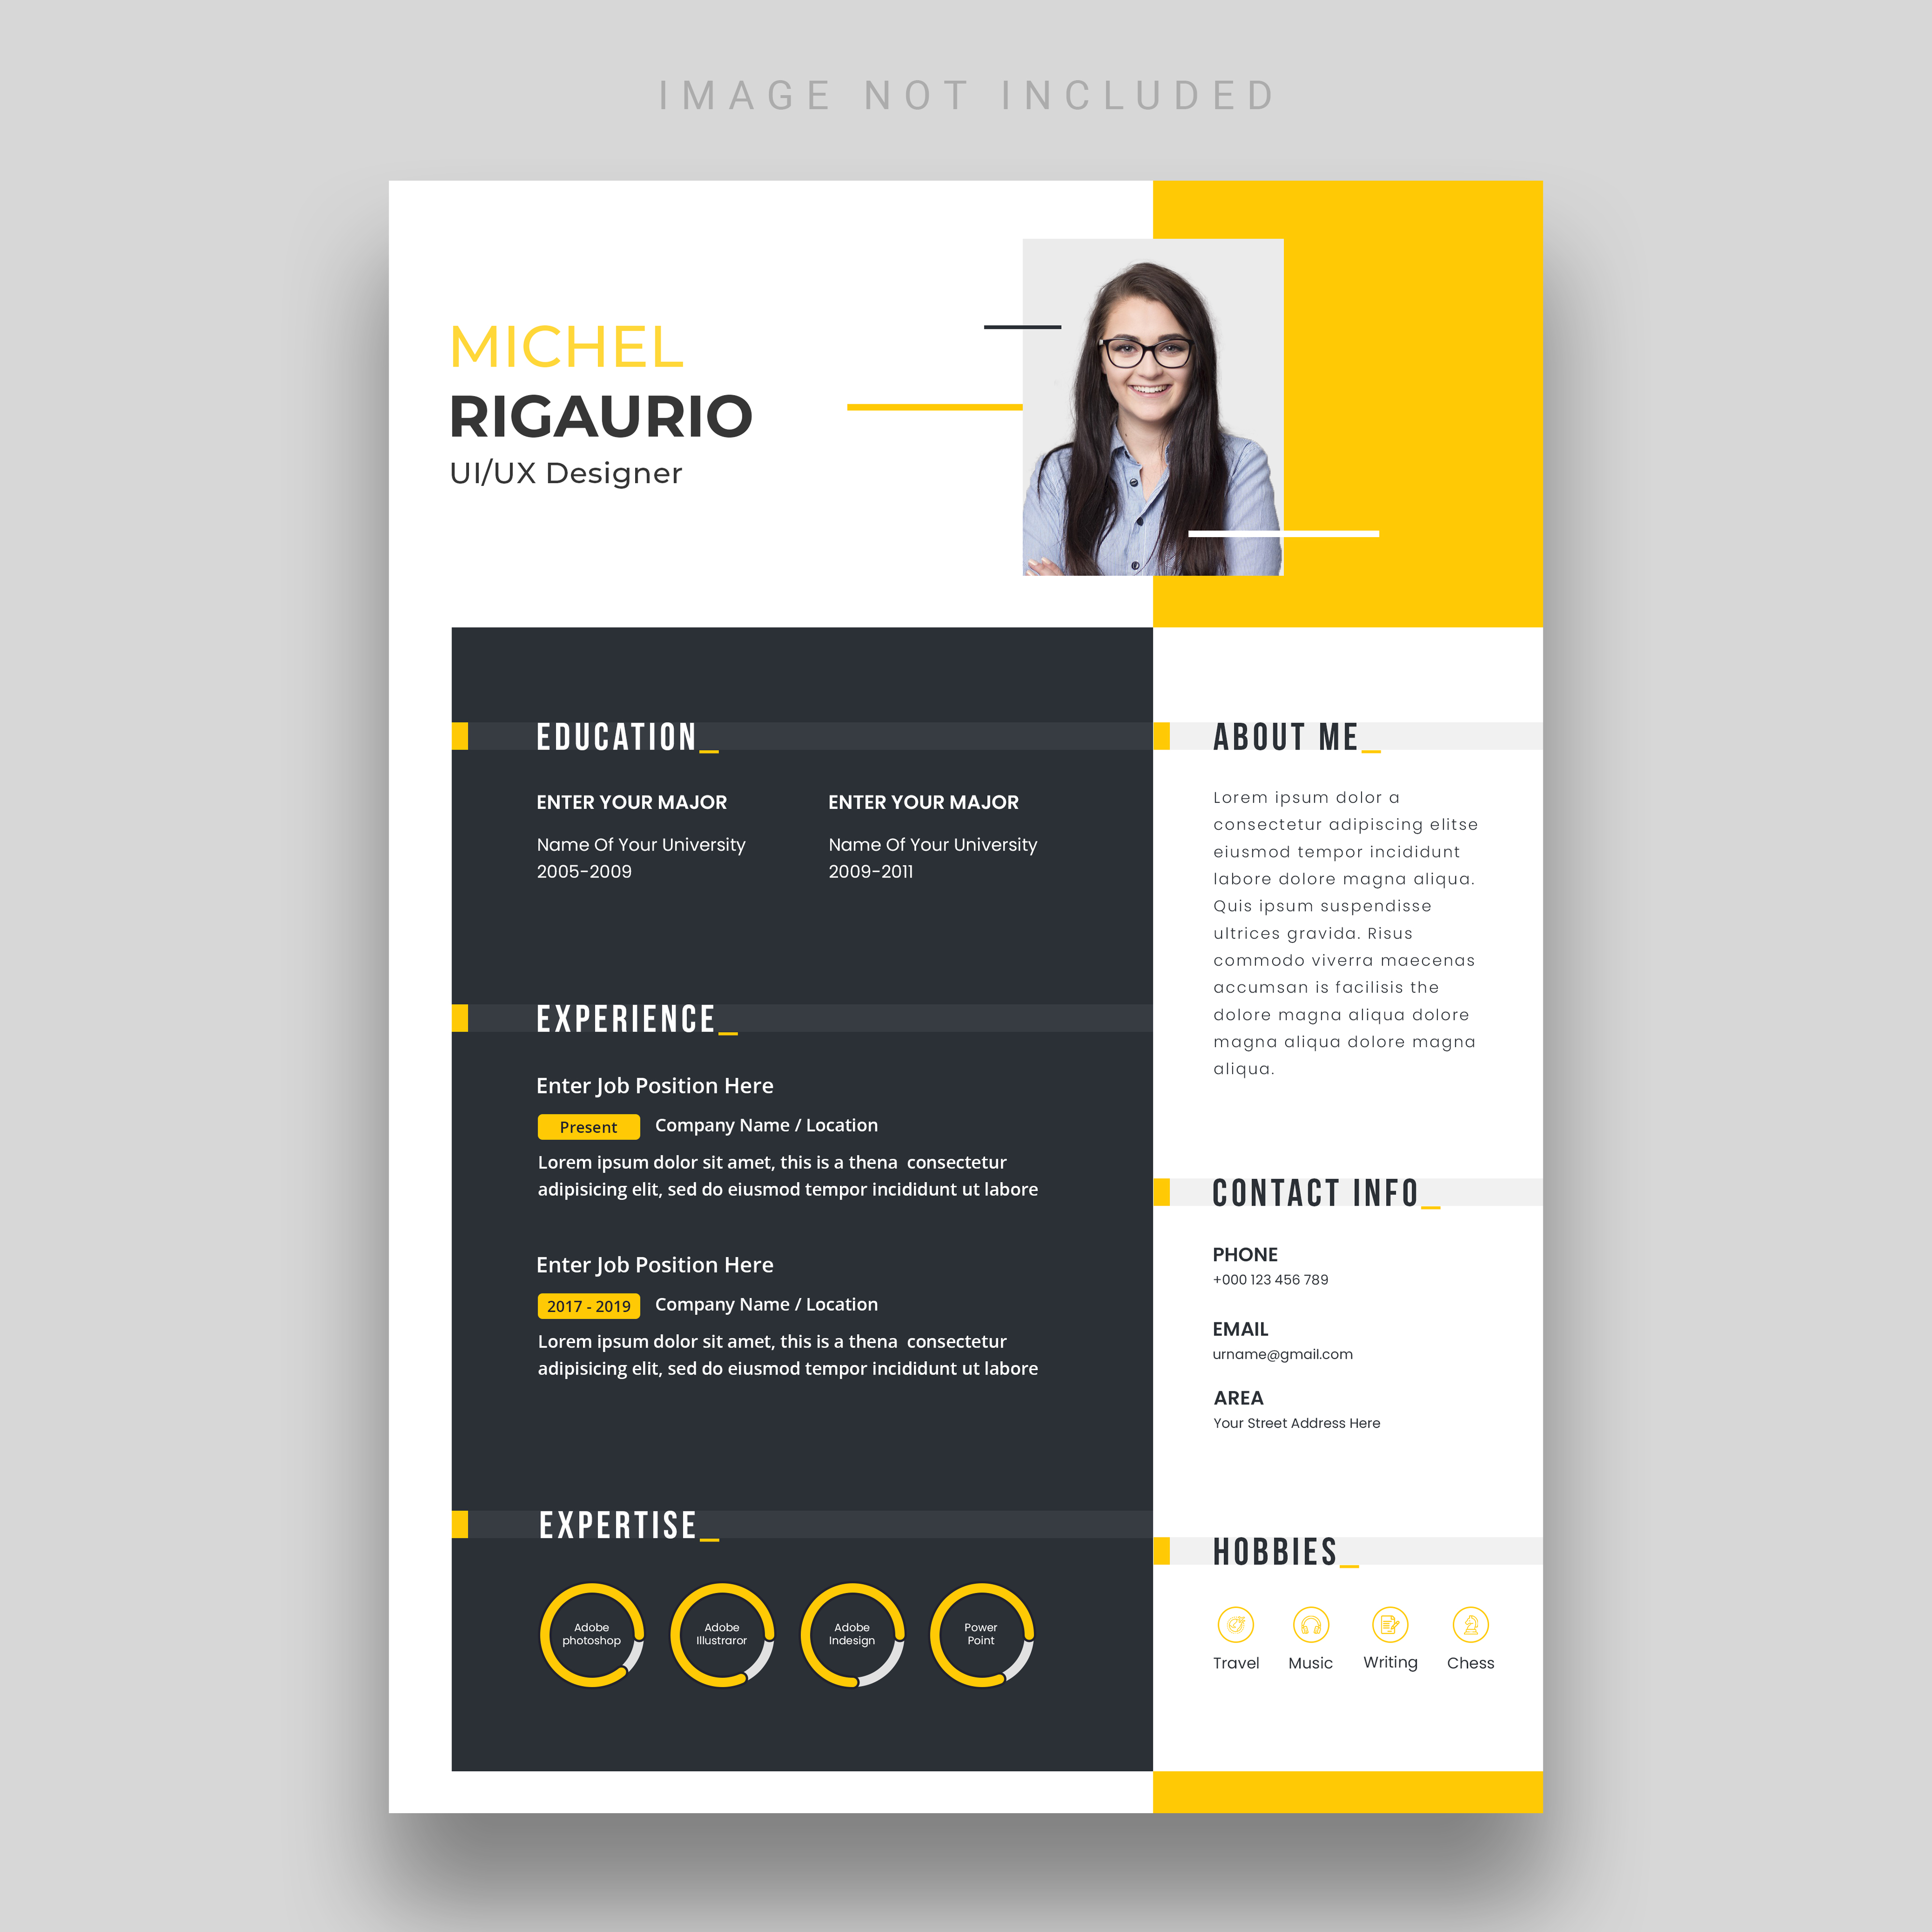 IMAGE NOT INCLUDED
MICHEL
RIGAURIO
UI/UX Designer
EDUCATION_
ENTER YOUR MAJOR
Name Of Your University
2005-2009
ENTER YOUR MAJOR
Name Of Your University
2009-2011
EXPERIENCE_
Enter Job Position Here
Present Company Name / Location
Lorem ipsum dolor sit amet, this is a thena  consectetur
adipisicing elit, sed do eiusmod tempor incididunt ut labore
Enter Job Position Here
2017 - 2019 Company Name / Location
Lorem ipsum dolor sit amet, this is a thena  consectetur
adipisicing elit, sed do eiusmod tempor incididunt ut labore
EXPERTISE_
Adobe
photoshop
Adobe
Illustraror
Adobe
Indesign
Power
Point
ABOUT ME_
Lorem ipsum dolor a
consectetur adipiscing elitse
eiusmod tempor incididunt
labore dolore magna aliqua.
Quis ipsum suspendisse
ultrices gravida. Risus
commodo viverra maecenas
accumsan is facilisis the
dolore magna aliqua dolore
magna aliqua dolore magna
aliqua.
CONTACT INFO_
PHONE
+000 123 456 789
EMAIL
urname@gmail.com
AREA
Your Street Address Here
HOBBIES_
Travel
Music
Writing
Chess